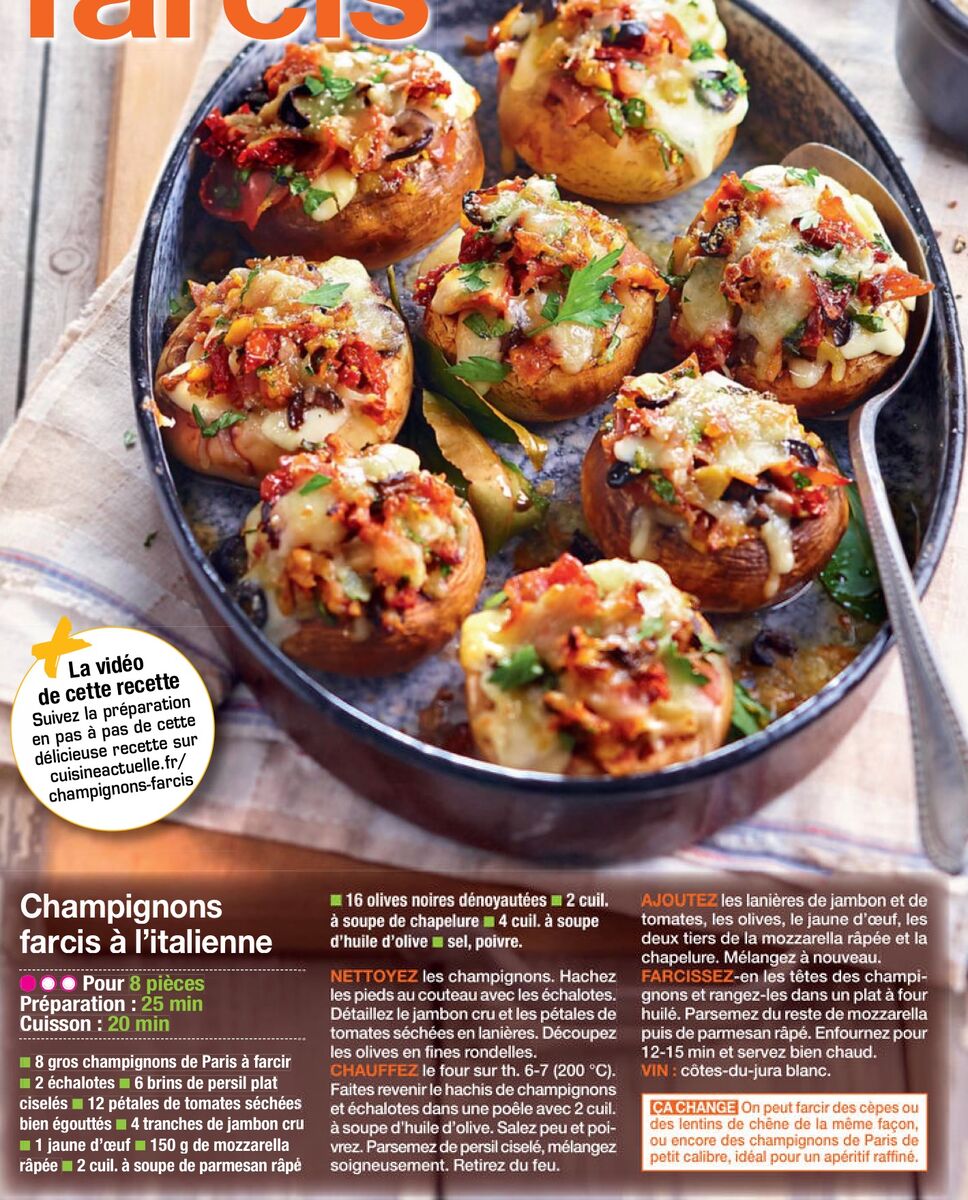 farcis
La vidéo
de cette recette
Suivez la préparation
en pas à pas de cette
délicieuse recette sur
cuisineactuelle.fr/
champignons-farcis
Champignons
farcis à l'italienne
Pour 8 pièces
Préparation : 25 min
Cuisson : 20 min
■ 8 gros champignons de Paris à farcir
■ 2 échalotes ■ 6 brins de persil plat
ciselés ■ 12 pétales de tomates séchées
bien égouttés ■ 4 tranches de jambon cru
■ 1 jaune d'œuf ■ 150 g de mozzarella
râpée ■ 2 cuil. à soupe de parmesan râpé
■ 16 olives noires dénoyautées ■ 2 cuil.
à soupe de chapelure ■ 4 cuil. à soupe
d'huile d'olive ■ sel, poivre.
NETTOYEZ les champignons. Hachez
les pieds au couteau avec les échalotes.
Détaillez le jambon cru et les pétales de
tomates séchées en lanières. Découpez
les olives en fines rondelles.
CHAUFFEZ le four sur th. 6-7 (200 °C).
Faites revenir le hachis de champignons
et échalotes dans une poêle avec 2 cuil.
à soupe d'huile d'olive. Salez peu et poi-
vrez. Parsemez de persil ciselé, mélangez
soigneusement. Retirez du feu.
AJOUTEZ les lanières de jambon et de
tomates, les olives, le jaune d'œuf, les
deux tiers de la mozzarella râpée et la
chapelure. Mélangez à nouveau.
FARCISSEZ-en les têtes des champi-
gnons et rangez-les dans un plat à four
huilé. Parsemez du reste de mozzarella
puis de parmesan râpé. Enfournez pour
12-15 min et servez bien chaud.
VIN : côtes-du-jura blanc.
ÇA CHANGE On peut farcir des cèpes ou
des lentins de chêne de la même façon,
ou encore des champignons de Paris de
petit calibre, idéal pour un apéritif raffiné.